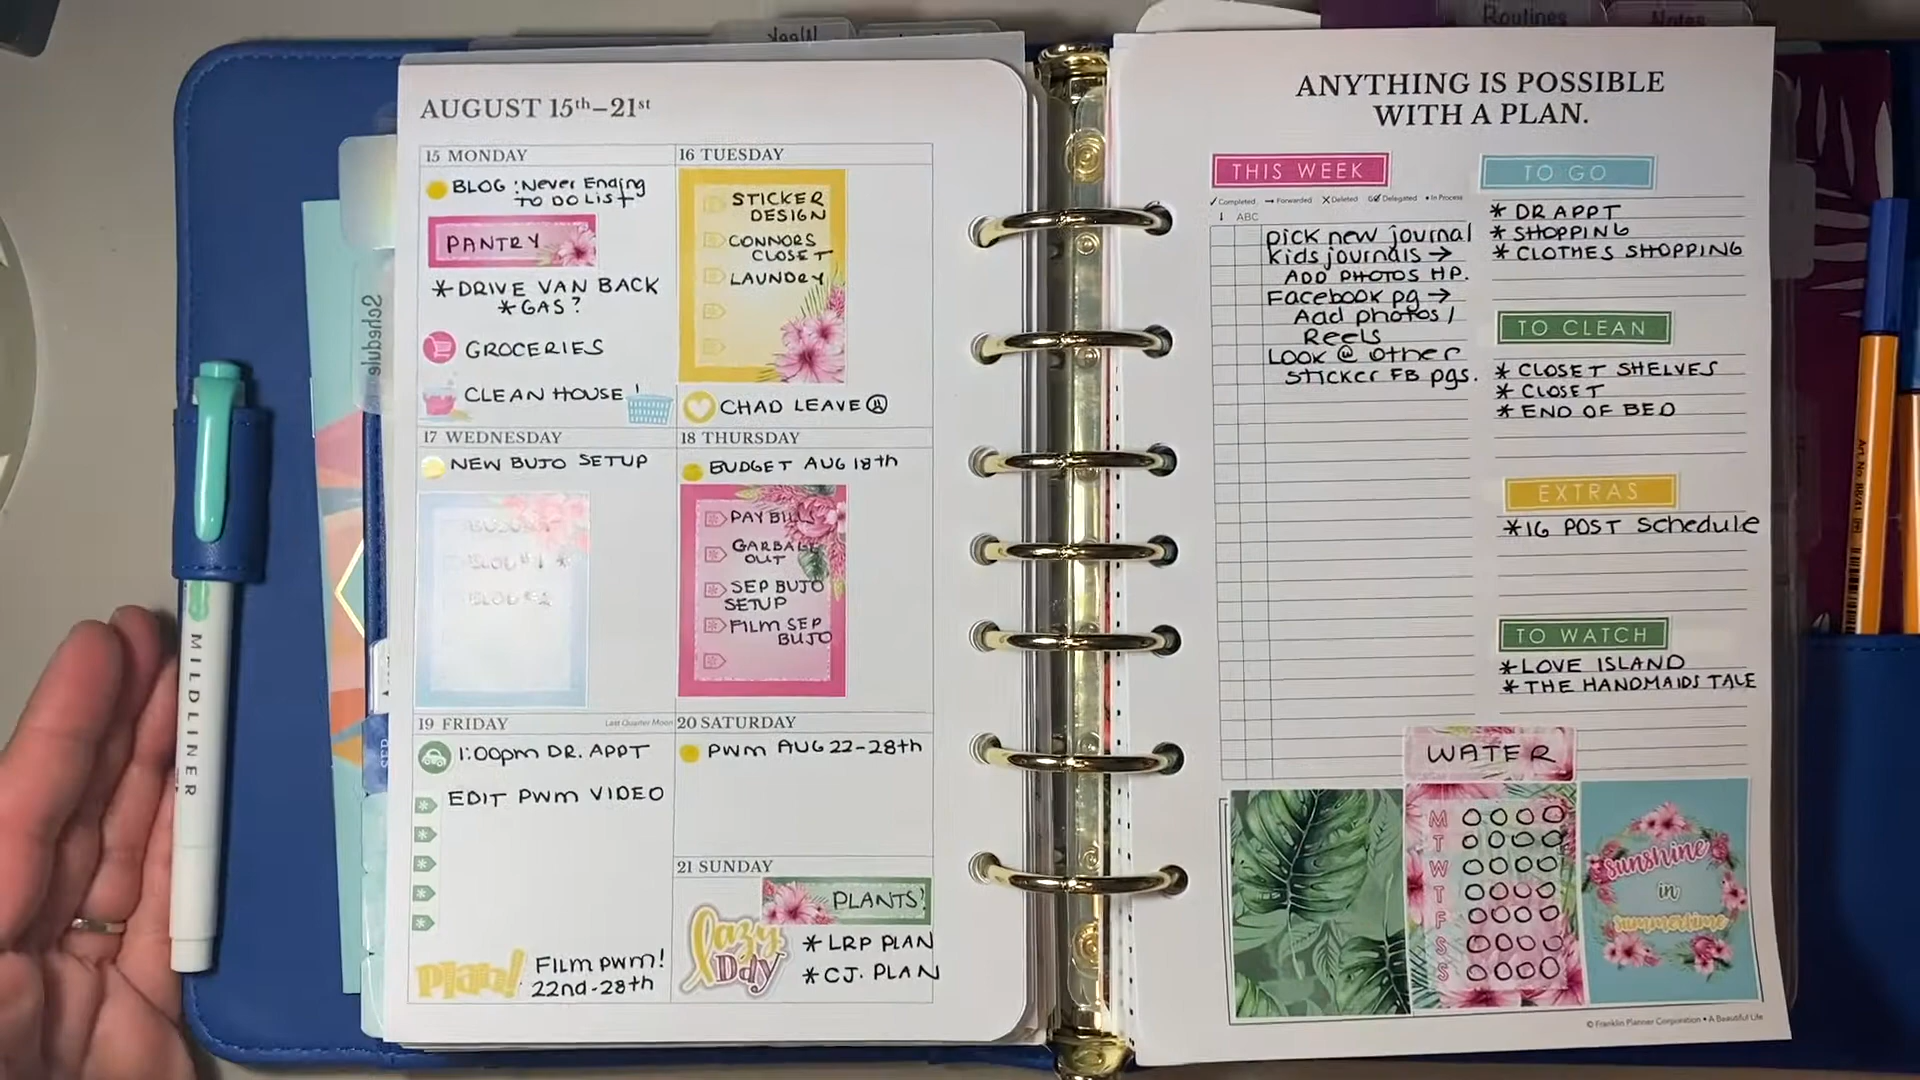 Routines
Notes
Week
Schedule
SEP
MILDLINER
AUGUST 15th–21st
15 MONDAY
BLOG: Never Ending
TO DO LIST
PANTRY
*DRIVE VAN BACK
*GAS?
GROCERIES
CLEAN HOUSE!
16 TUESDAY
STICKER
DESIGN
CONNORS
CLOSET
LAUNDRY
CHAD LEAVE
17 WEDNESDAY
NEW BUJO SETUP
18 THURSDAY
BUDGET AUG 18th
PAY BILLS
GARBAGE
OUT
SEP BUJO
SETUP
FILM SEP
BUJO
19 FRIDAY
Last Quarter Moon
1:00pm DR. APPT
EDIT PWM VIDEO
Plan!
FILM PWM!
22nd-28th
20 SATURDAY
PWM AUG 22-28th
21 SUNDAY
PLANTS!
lazy
Day
* LRP PLAN
* CJ. PLAN
ANYTHING IS POSSIBLE
WITH A PLAN.
THIS WEEK
✓ Completed → Forwarded X Deleted Delegated • In Process
↓ ABC
pick new journal
kids journals →
ADD PHOTOS HP.
Facebook pg →
Add photos/
Reels
Look @ other
STICKER FB pgs.
TO GO
* DR APPT
* SHOPPING
* CLOTHES SHOPPING
TO CLEAN
* CLOSET SHELVES
* CLOSET
* END OF BED
EXTRAS
*IG POST Schedule
TO WATCH
*LOVE ISLAND
*THE HANDMAIDS TALE
WATER
M
T
W
T
F
S
S
Sunshine
in
summertime
© Franklin Planner Corporation • A Beautiful Life